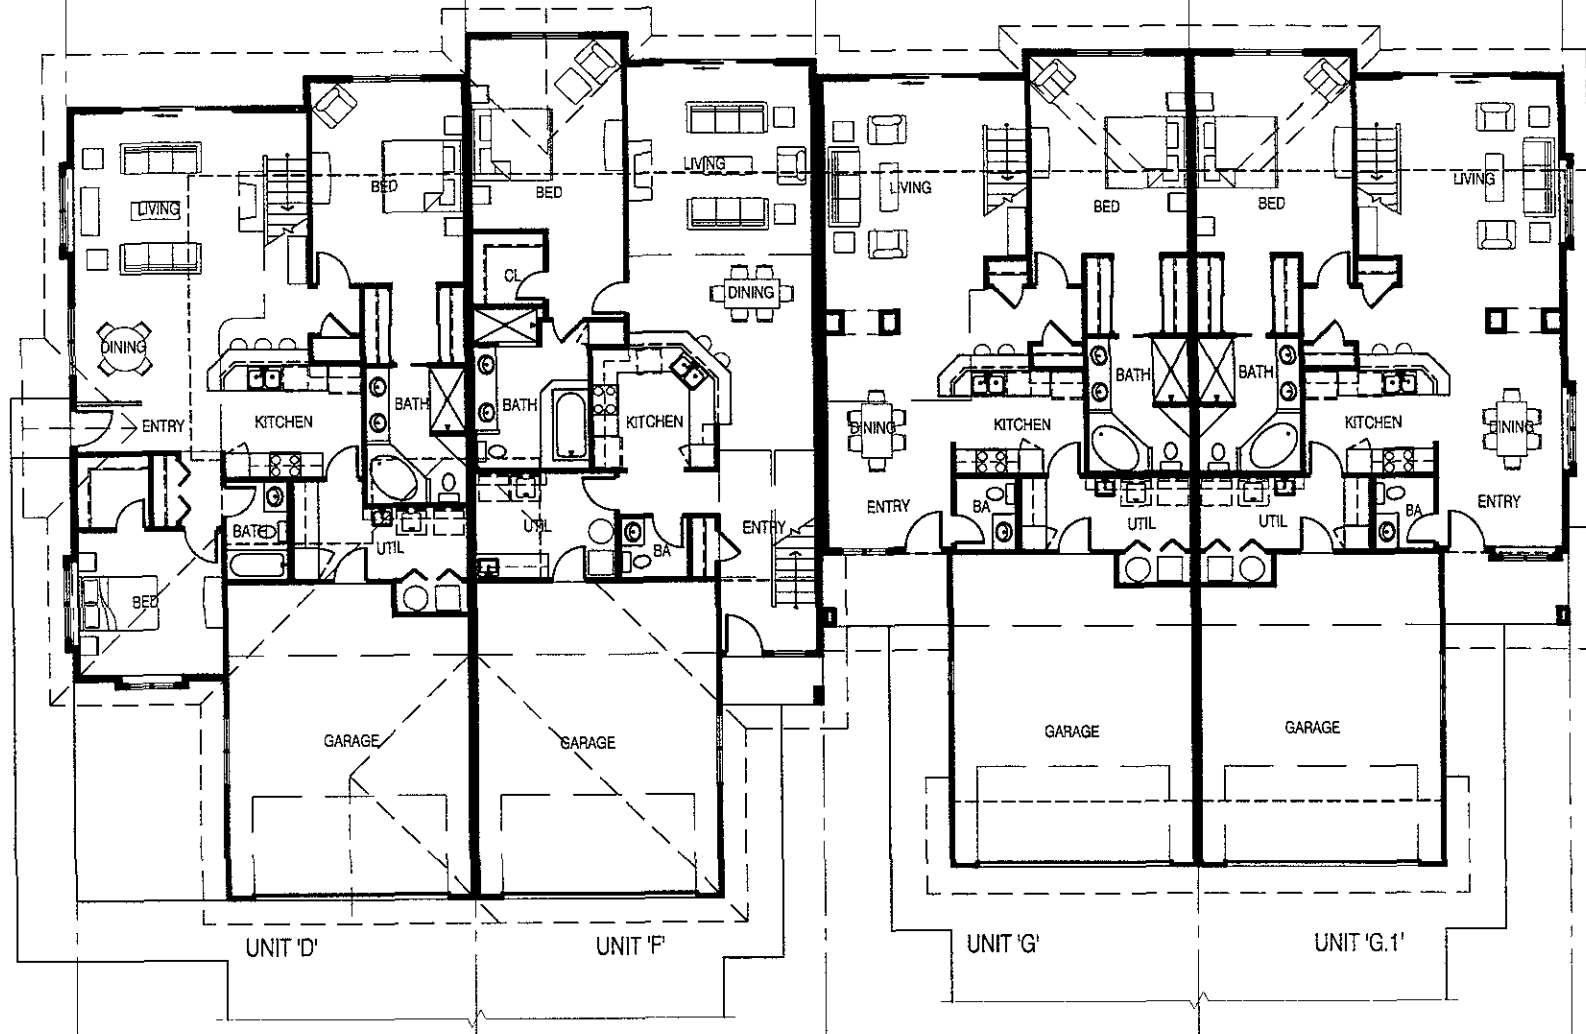 LIVING
BED
DINING
ENTRY
KITCHEN
BATH
BATH
UTIL
BED
GARAGE
UNIT 'D'
BED
LIVING
CL
DINING
BATH
KITCHEN
UTIL
BA
ENTRY
GARAGE
UNIT 'F'
LIVING
BED
BATH
DINING
KITCHEN
ENTRY
BA
UTIL
GARAGE
UNIT 'G'
BED
LIVING
BATH
KITCHEN
DINING
UTIL
BA
ENTRY
GARAGE
UNIT 'G.1'